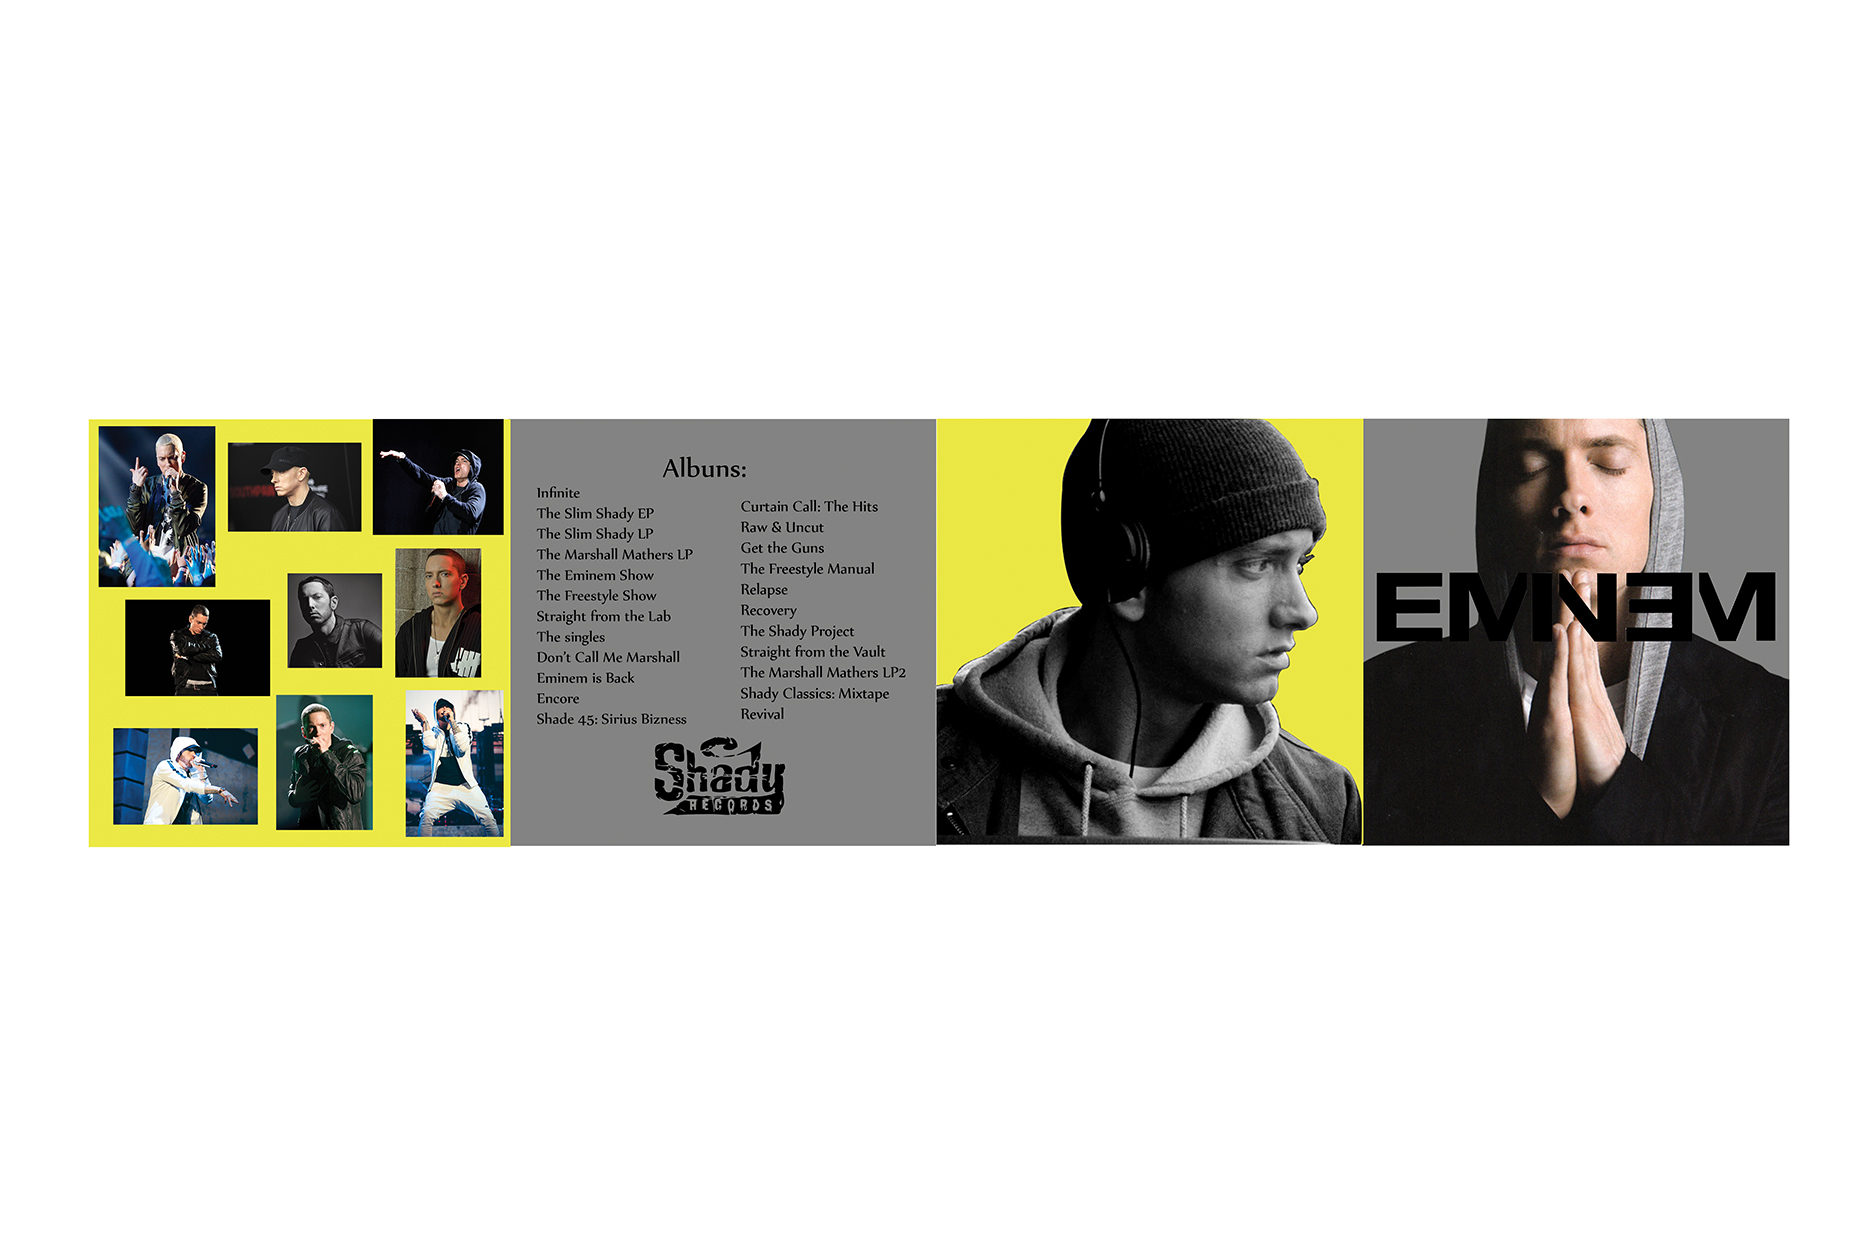 Albuns:
Infinite
The Slim Shady EP
The Slim Shady LP
The Marshall Mathers LP
The Eminem Show
The Freestyle Show
Straight from the Lab
The singles
Don't Call Me Marshall
Eminem is Back
Encore
Shade 45: Sirius Bizness
Curtain Call: The Hits
Raw & Uncut
Get the Guns
The Freestyle Manual
Relapse
Recovery
The Shady Project
Straight from the Vault
The Marshall Mathers LP2
Shady Classics: Mixtape
Revival
Shady
RECORDS
EMINƎM